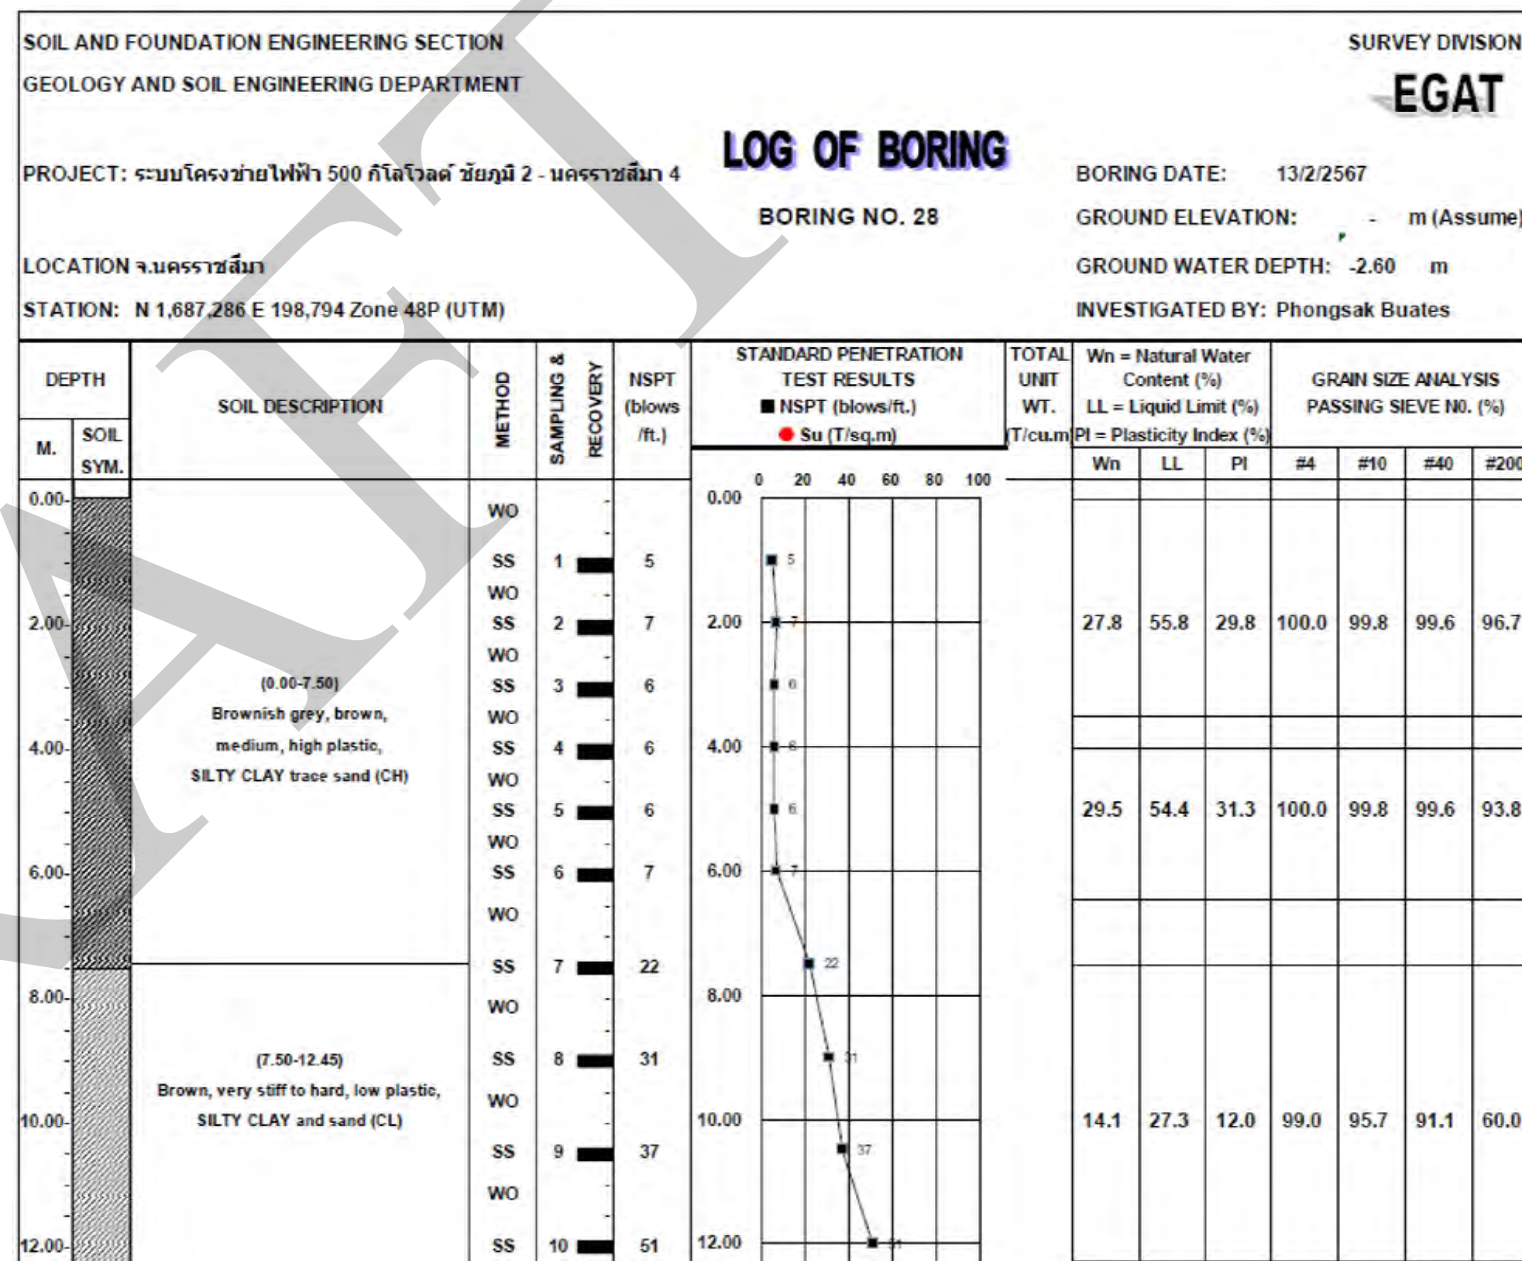 SOIL AND FOUNDATION ENGINEERING SECTION
SURVEY DIVISION
GEOLOGY AND SOIL ENGINEERING DEPARTMENT
EGAT
LOG OF BORING
PROJECT: ระบบโครงข่ายไฟฟ้า 500 กิโลโวลต์ ชัยภูมิ 2 - นครราชสีมา 4
BORING DATE: 13/2/2567
BORING NO. 28
GROUND ELEVATION: - m (Assume)
LOCATION จ.นครราชสีมา
GROUND WATER DEPTH: -2.60 m
STATION: N 1,687,286 E 198,794 Zone 48P (UTM)
INVESTIGATED BY: Phongsak Buates
DEPTH
M.
SOIL SYM.
SOIL DESCRIPTION
METHOD
SAMPLING & RECOVERY
NSPT (blows /ft.)
STANDARD PENETRATION
TEST RESULTS
NSPT (blows/ft.)
Su (T/sq.m)
TOTAL UNIT WT. (T/cu.m
Wn = Natural Water
Content (%)
LL = Liquid Limit (%)
PI = Plasticity Index (%)
GRAIN SIZE ANALYSIS
PASSING SIEVE N0. (%)
Wn LL PI #4 #10 #40 #200
0 20 40 60 80 100
0.00- WO - 0.00
SS 1 5 5
WO -
2.00- SS 2 7 2.00 7 27.8 55.8 29.8 100.0 99.8 99.6 96.7
WO -
(0.00-7.50) SS 3 6 6
Brownish grey, brown, WO -
4.00- medium, high plastic, SS 4 6 4.00 6
SILTY CLAY trace sand (CH) WO -
SS 5 6 6 29.5 54.4 31.3 100.0 99.8 99.6 93.8
WO -
6.00- SS 6 7 6.00 7
WO -
SS 7 22 22
8.00- WO - 8.00
(7.50-12.45) SS 8 31 31
Brown, very stiff to hard, low plastic, WO -
10.00- SILTY CLAY and sand (CL) 10.00 14.1 27.3 12.0 99.0 95.7 91.1 60.0
SS 9 37 37
WO -
12.00- SS 10 51 12.00 51